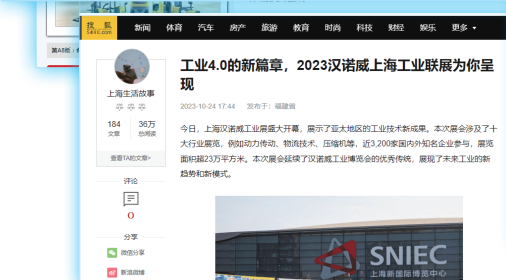 第A8版：
搜狐
S4HU.com
新闻 体育 汽车 房产 旅游 教育 时尚 科技 财经 娱乐 更多
上海生活故事
184 36万
文章 总阅读
查看TA的文章>
评论
0
分享
微信分享
新浪微博
工业4.0的新篇章，2023汉诺威上海工业联展为你呈
现
2023-10-24 17:44 发布于：福建省
今日，上海汉诺威工业展盛大开幕，展示了亚太地区的工业技术新成果。本次展会涉及了十
大行业展览，例如动力传动、物流技术、压缩机等，近3,200家国内外知名企业参与，展览
面积超23万平方米。本次展会延续了汉诺威工业博览会的优秀传统，展现了未来工业的新
趋势和新模式。
SNIEC
上海新国际博览中心